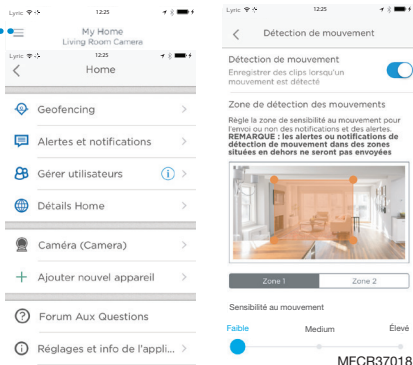 Lyric
12:25
My Home
Living Room Camera
Lyric
12:25
Home
Geofencing
Alertes et notifications
Gérer utilisateurs
Détails Home
Caméra (Camera)
Ajouter nouvel appareil
Forum Aux Questions
Réglages et info de l'appli...
Lyric
12:25
Détection de mouvement
Détection de mouvement
Enregistrer des clips lorsqu'un
mouvement est détecté
Zone de détection des mouvements
Règle la zone de sensibilité au mouvement pour
l'envoi ou non des notifications et des alertes.
REMARQUE : les alertes ou notifications de
détection de mouvement dans des zones
situées en dehors ne seront pas envoyées
Zone 1
Zone 2
Sensibilité au mouvement
Faible
Medium
Élevé
MFCR37018